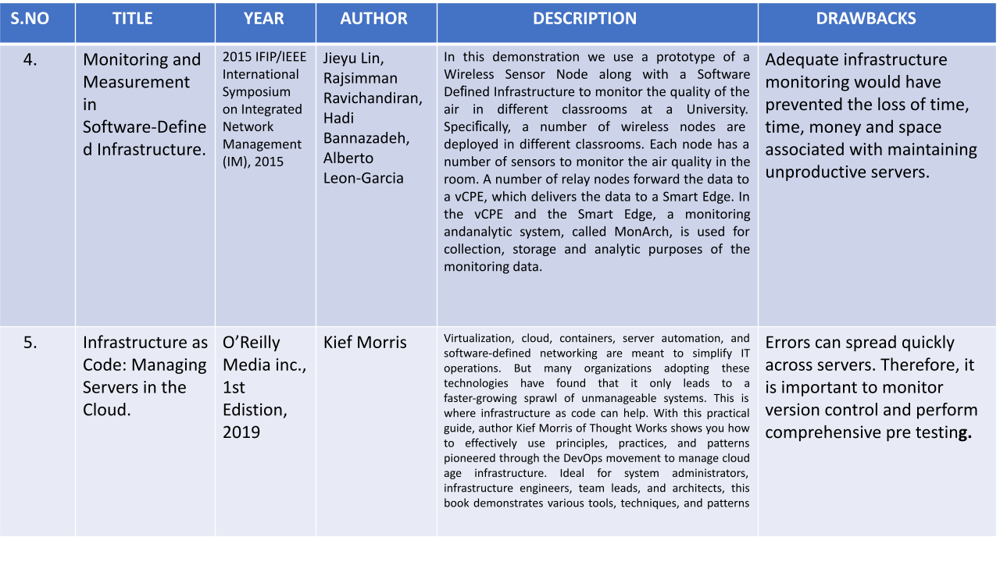 S.NO
TITLE
YEAR
AUTHOR
DESCRIPTION
DRAWBACKS
4.
Monitoring and
Measurement
in
Software-Define
d Infrastructure.
2015 IFIP/IEEE
International
Symposium
on Integrated
Network
Management
(IM), 2015
Jieyu Lin,
Rajsimman
Ravichandiran,
Hadi
Bannazadeh,
Alberto
Leon-Garcia
In this demonstration we use a prototype of a
Wireless Sensor Node along with a Software
Defined Infrastructure to monitor the quality of the
air in different classrooms at a University.
Specifically, a number of wireless nodes are
deployed in different classrooms. Each node has a
number of sensors to monitor the air quality in the
room. A number of relay nodes forward the data to
a vCPE, which delivers the data to a Smart Edge. In
the vCPE and the Smart Edge, a monitoring
andanalytic system, called MonArch, is used for
collection, storage and analytic purposes of the
monitoring data.
Adequate infrastructure
monitoring would have
prevented the loss of time,
time, money and space
associated with maintaining
unproductive servers.
5.
Infrastructure as
Code: Managing
Servers in the
Cloud.
O’Reilly
Media inc.,
1st
Edistion,
2019
Kief Morris
Virtualization, cloud, containers, server automation, and
software-defined networking are meant to simplify IT
operations. But many organizations adopting these
technologies have found that it only leads to a
faster-growing sprawl of unmanageable systems. This is
where infrastructure as code can help. With this practical
guide, author Kief Morris of Thought Works shows you how
to effectively use principles, practices, and patterns
pioneered through the DevOps movement to manage cloud
age infrastructure. Ideal for system administrators,
infrastructure engineers, team leads, and architects, this
book demonstrates various tools, techniques, and patterns
Errors can spread quickly
across servers. Therefore, it
is important to monitor
version control and perform
comprehensive pre testing.